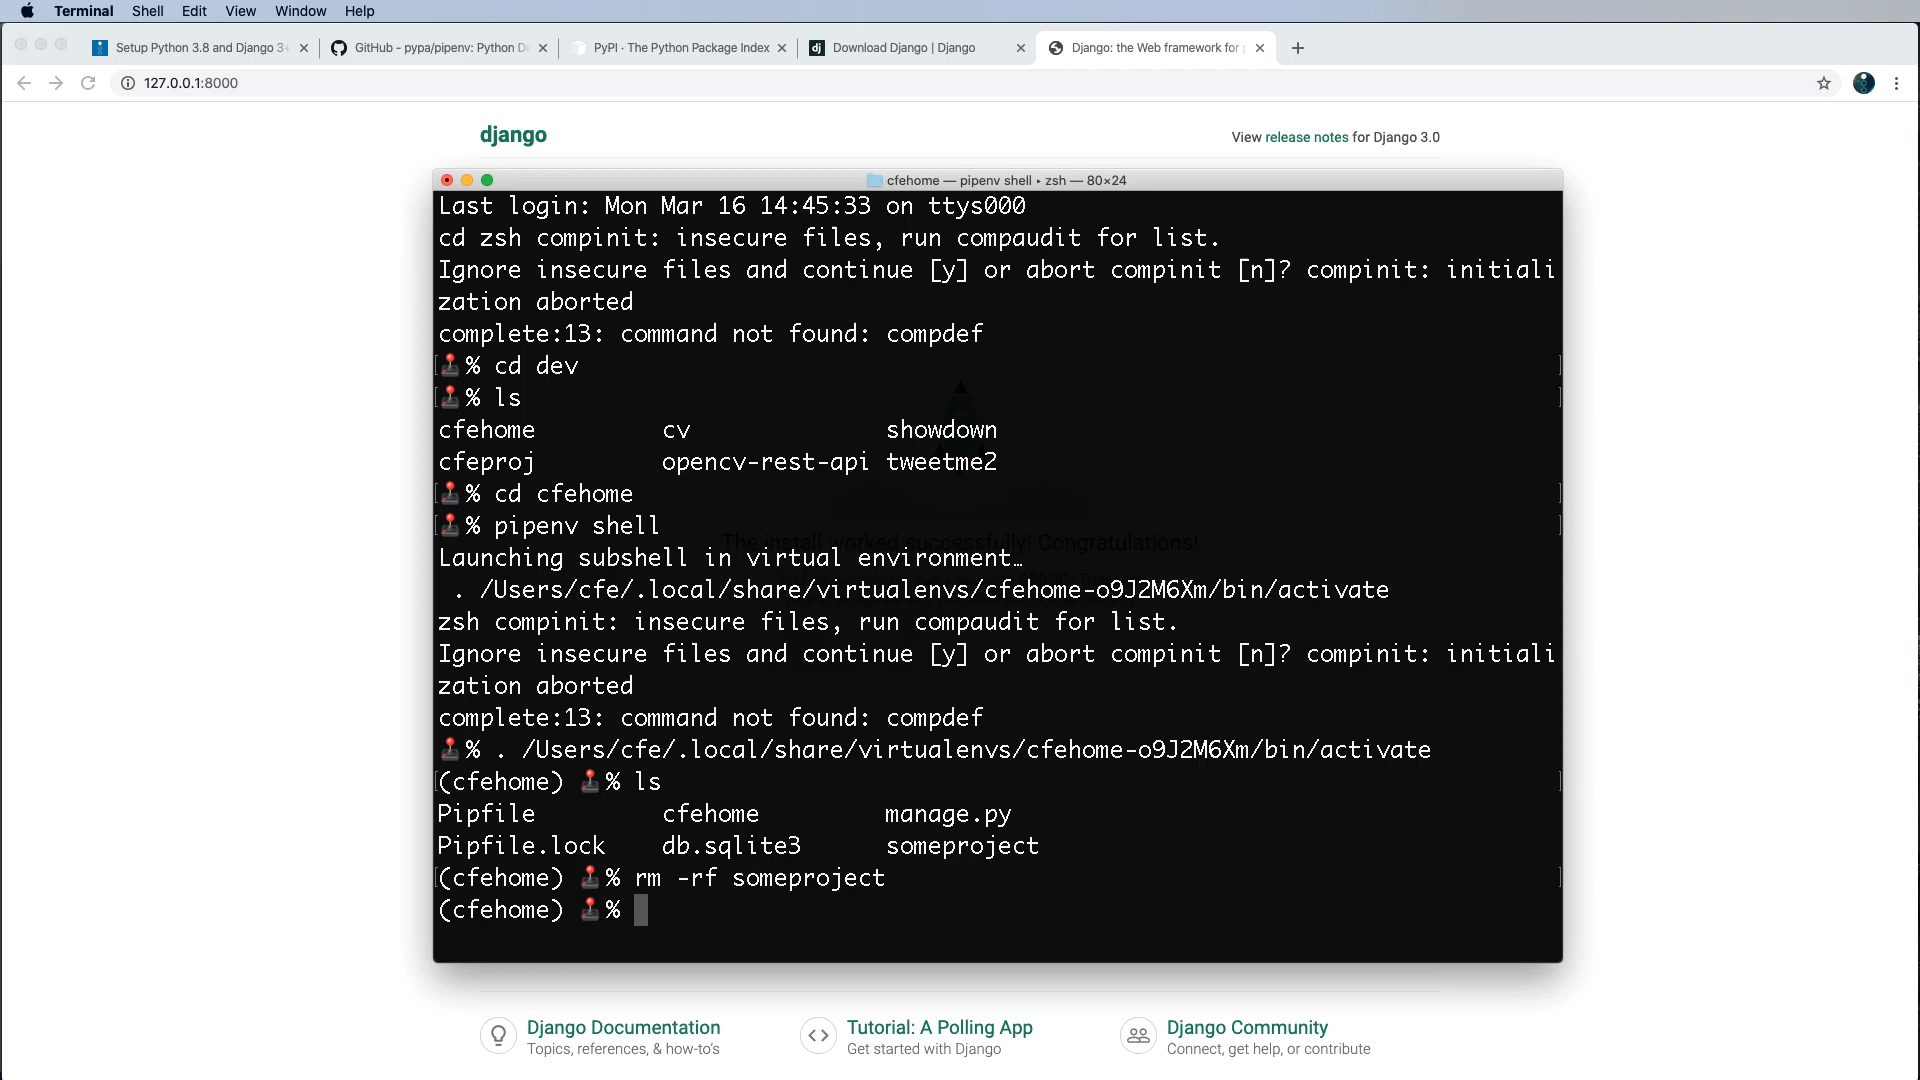 Terminal Shell Edit View Window Help
Setup Python 3.8 and Django 3+ GitHub - pypa/pipenv: Python De PyPI · The Python Package Index Download Django | Django Django: the Web framework for p
127.0.0.1:8000
django
View release notes for Django 3.0
cfehome — pipenv shell ▸ zsh — 80×24
Last login: Mon Mar 16 14:45:33 on ttys000
cd zsh compinit: insecure files, run compaudit for list.
Ignore insecure files and continue [y] or abort compinit [n]? compinit: initiali
zation aborted
complete:13: command not found: compdef
% cd dev
% ls
cfehome cv showdown
cfeproj opencv-rest-api tweetme2
% cd cfehome
% pipenv shell
The install worked successfully! Congratulations!
Launching subshell in virtual environment…
. /Users/cfe/.local/share/virtualenvs/cfehome-o9J2M6Xm/bin/activate
zsh compinit: insecure files, run compaudit for list.
Ignore insecure files and continue [y] or abort compinit [n]? compinit: initiali
zation aborted
complete:13: command not found: compdef
% . /Users/cfe/.local/share/virtualenvs/cfehome-o9J2M6Xm/bin/activate
(cfehome) % ls
Pipfile cfehome manage.py
Pipfile.lock db.sqlite3 someproject
(cfehome) % rm -rf someproject
(cfehome) %
Django Documentation Tutorial: A Polling App Django Community
Topics, references, & how-to's Get started with Django Connect, get help, or contribute